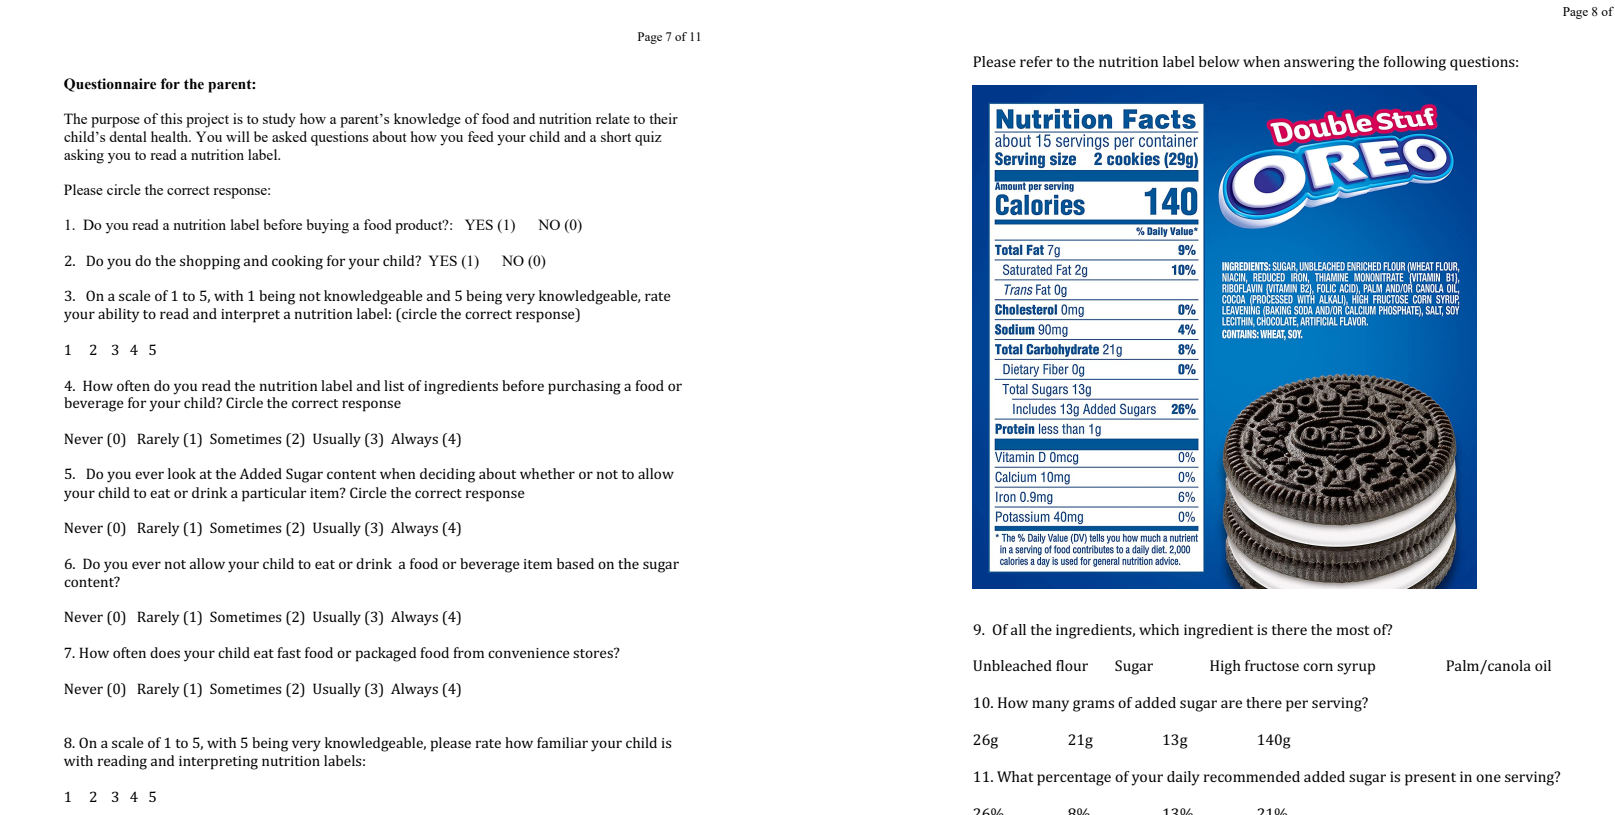 Page 7 of 11
Questionnaire for the parent:
The purpose of this project is to study how a parent’s knowledge of food and nutrition relate to their
child’s dental health. You will be asked questions about how you feed your child and a short quiz
asking you to read a nutrition label.
Please circle the correct response:
1. Do you read a nutrition label before buying a food product?: YES (1) NO (0)
2. Do you do the shopping and cooking for your child? YES (1) NO (0)
3. On a scale of 1 to 5, with 1 being not knowledgeable and 5 being very knowledgeable, rate
your ability to read and interpret a nutrition label: (circle the correct response)
1 2 3 4 5
4. How often do you read the nutrition label and list of ingredients before purchasing a food or
beverage for your child? Circle the correct response
Never (0) Rarely (1) Sometimes (2) Usually (3) Always (4)
5. Do you ever look at the Added Sugar content when deciding about whether or not to allow
your child to eat or drink a particular item? Circle the correct response
Never (0) Rarely (1) Sometimes (2) Usually (3) Always (4)
6. Do you ever not allow your child to eat or drink a food or beverage item based on the sugar
content?
Never (0) Rarely (1) Sometimes (2) Usually (3) Always (4)
7. How often does your child eat fast food or packaged food from convenience stores?
Never (0) Rarely (1) Sometimes (2) Usually (3) Always (4)
8. On a scale of 1 to 5, with 5 being very knowledgeable, please rate how familiar your child is
with reading and interpreting nutrition labels:
1 2 3 4 5
Page 8 of
Please refer to the nutrition label below when answering the following questions:
Nutrition Facts
about 15 servings per container
Serving size 2 cookies (29g)
Amount per serving
Calories 140
% Daily Value*
Total Fat 7g 9%
Saturated Fat 2g 10%
Trans Fat 0g
Cholesterol 0mg 0%
Sodium 90mg 4%
Total Carbohydrate 21g 8%
Dietary Fiber 0g 0%
Total Sugars 13g
Includes 13g Added Sugars 26%
Protein less than 1g
Vitamin D 0mcg 0%
Calcium 10mg 0%
Iron 0.9mg 6%
Potassium 40mg 0%
* The % Daily Value (DV) tells you how much a nutrient
in a serving of food contributes to a daily diet. 2,000
calories a day is used for general nutrition advice.
Double Stuf
OREO
INGREDIENTS: SUGAR, UNBLEACHED ENRICHED FLOUR (WHEAT FLOUR,
NIACIN, REDUCED IRON, THIAMINE MONONITRATE {VITAMIN B1},
RIBOFLAVIN {VITAMIN B2}, FOLIC ACID), PALM AND/OR CANOLA OIL,
COCOA (PROCESSED WITH ALKALI), HIGH FRUCTOSE CORN SYRUP,
LEAVENING (BAKING SODA AND/OR CALCIUM PHOSPHATE), SALT, SOY
LECITHIN, CHOCOLATE, ARTIFICIAL FLAVOR.
CONTAINS: WHEAT, SOY.
OREO
9. Of all the ingredients, which ingredient is there the most of?
Unbleached flour Sugar High fructose corn syrup Palm/canola oil
10. How many grams of added sugar are there per serving?
26g 21g 13g 140g
11. What percentage of your daily recommended added sugar is present in one serving?
26% 8% 13% 21%